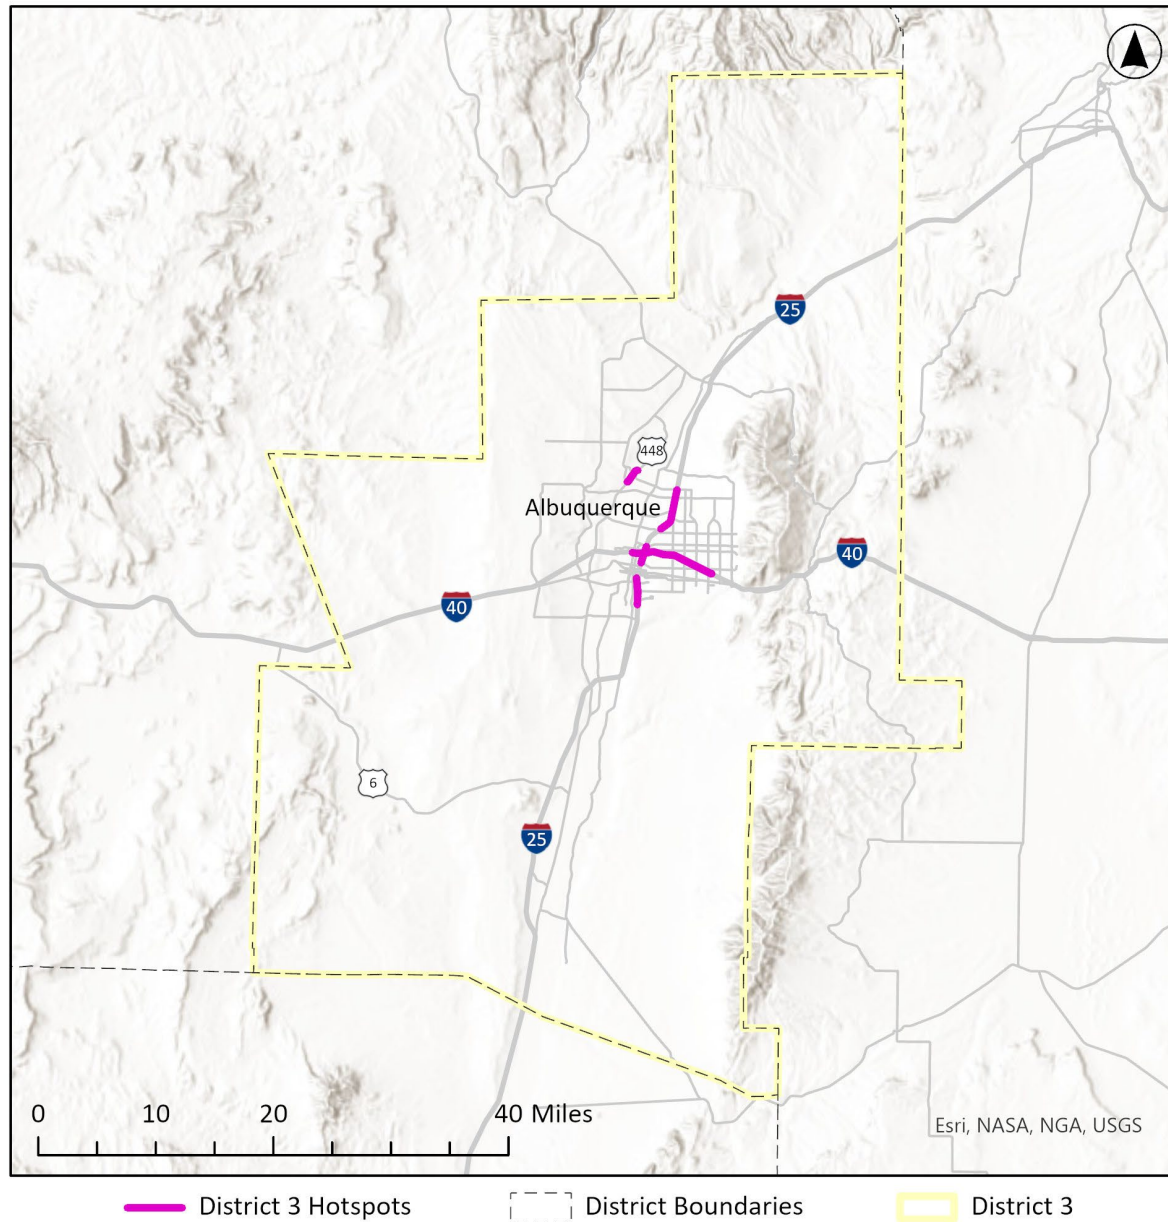 25
448
Albuquerque
40
40
6
25
0 10 20 40 Miles
Esri, NASA, NGA, USGS
District 3 Hotspots District Boundaries District 3